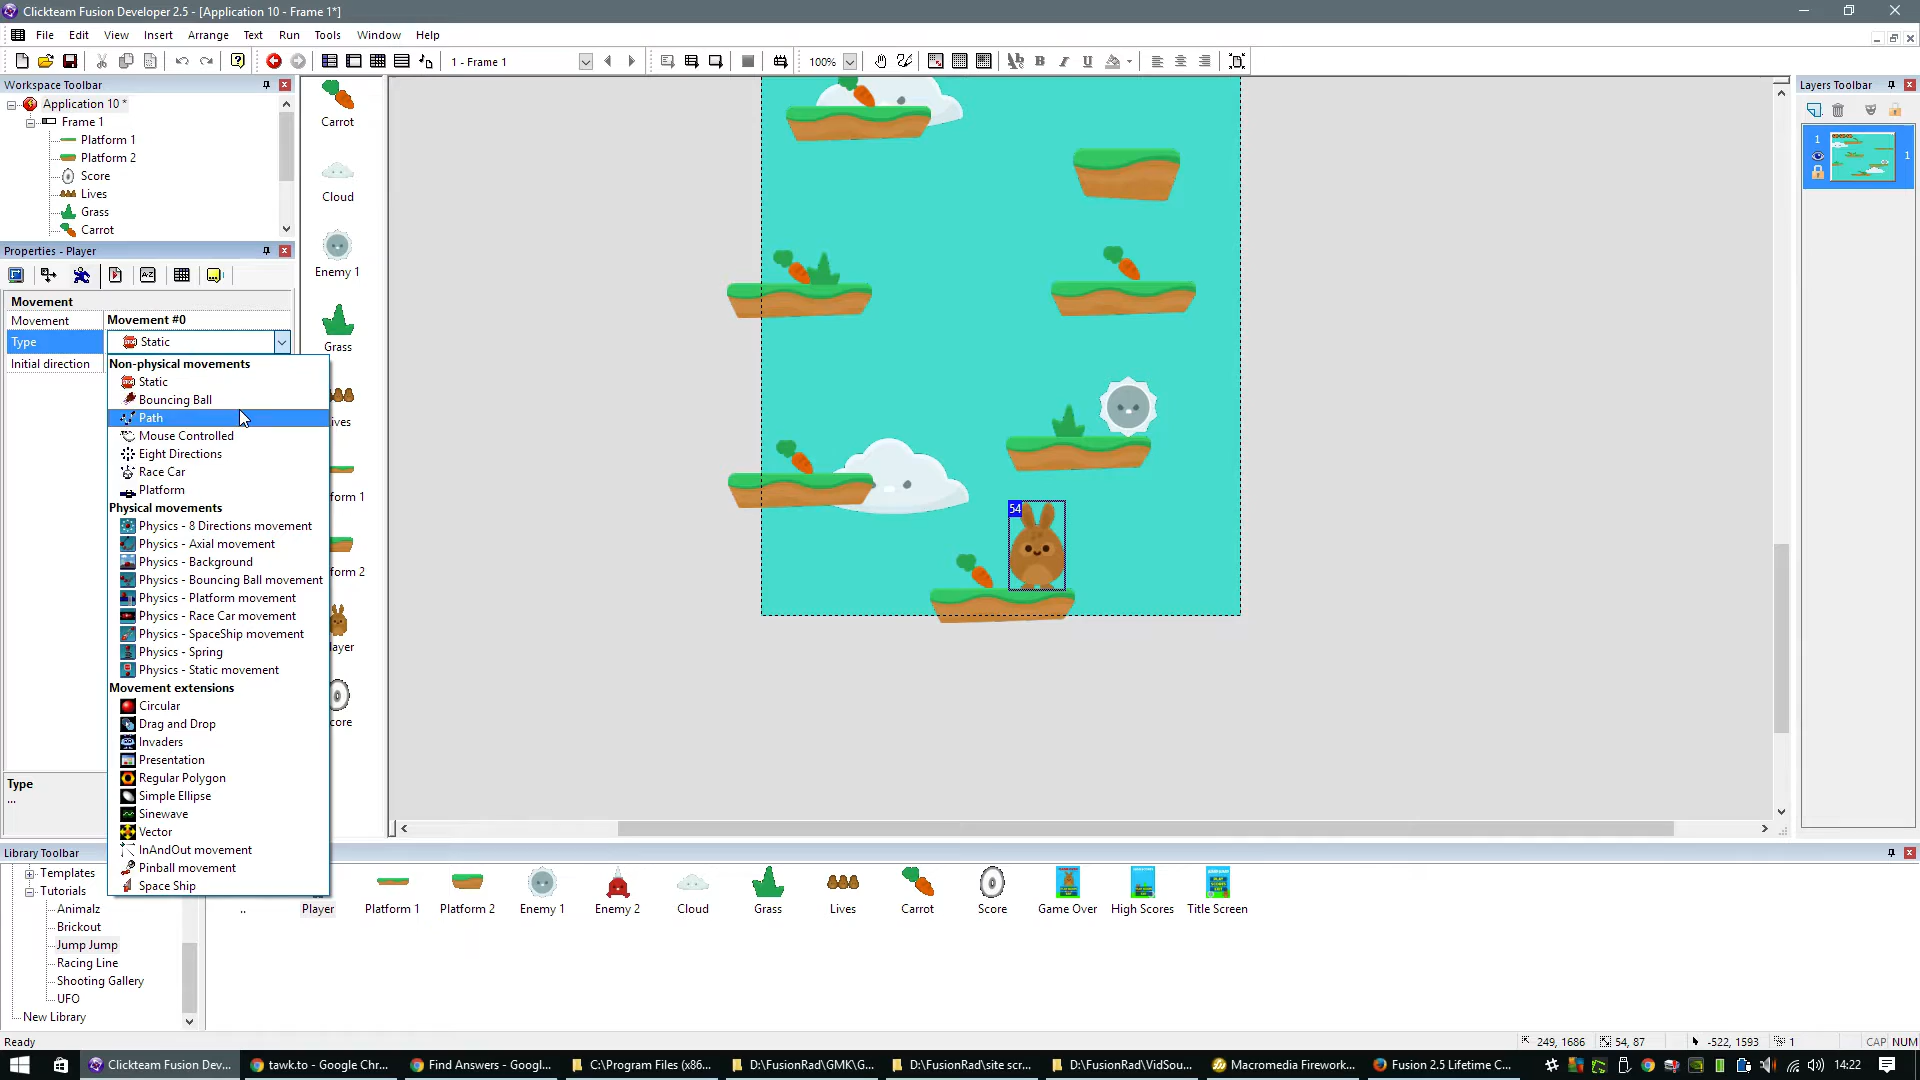 Clickteam Fusion Developer 2.5 - [Application 10 - Frame 1*]
File Edit View Insert Arrange Text Run Tools Window Help
1 - Frame 1
100%
Workspace Toolbar
Application 10 *
Frame 1
Platform 1
Platform 2
Score
Lives
Grass
Carrot
Properties - Player
Movement
Movement Movement #0
Type Static
Initial direction
Non-physical movements
Static
Bouncing Ball
Path
Mouse Controlled
Eight Directions
Race Car
Platform
Physical movements
Physics - 8 Directions movement
Physics - Axial movement
Physics - Background
Physics - Bouncing Ball movement
Physics - Platform movement
Physics - Race Car movement
Physics - SpaceShip movement
Physics - Spring
Physics - Static movement
Movement extensions
Circular
Drag and Drop
Invaders
Presentation
Regular Polygon
Simple Ellipse
Sinewave
Vector
InAndOut movement
Pinball movement
Space Ship
Type
...
Carrot
Cloud
Enemy 1
Grass
ives
form 1
form 2
layer
core
54
Layers Toolbar
1
1
Library Toolbar
Templates
Tutorials
Animalz
Brickout
Jump Jump
Racing Line
Shooting Gallery
UFO
New Library
..
Player
Platform 1
Platform 2
Enemy 1
Enemy 2
Cloud
Grass
Lives
Carrot
Score
Game Over
High Scores
Title Screen
Ready
249, 1686
54, 87
-522, 1593
1
CAP NUM
Clickteam Fusion Dev...
tawk.to - Google Chr...
Find Answers - Googl...
C:\Program Files (x86...
D:\FusionRad\GMK\G...
D:\FusionRad\site scr...
D:\FusionRad\VidSou...
Macromedia Firework...
Fusion 2.5 Lifetime C...
14:22